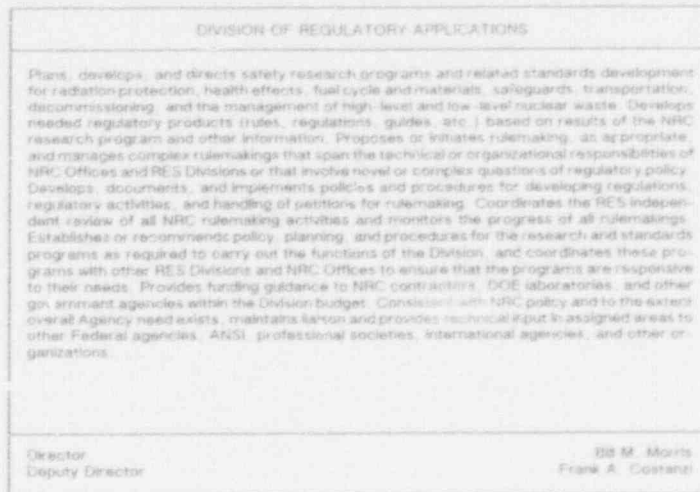 DIVISION OF REGULATORY APPLICATIONS
Plans, develops, and directs safety research programs and related standards development
for radiation protection, health effects, fuel cycle and materials, safeguards, transportation,
decommissioning, and the management of high-level and low-level nuclear waste. Develops
needed regulatory products (rules, regulations, guides, etc.) based on results of the NRC
research program and other information. Proposes or initiates rulemaking, as appropriate,
and manages complex rulemakings that span the technical or organizational responsibilities of
NRC Offices and RES Divisions or that involve novel or complex questions of regulatory policy.
Develops, documents, and implements policies and procedures for developing regulations,
regulatory activities, and handling of petitions for rulemaking. Coordinates the RES indepen-
dent review of all NRC rulemaking activities and monitors the progress of all rulemakings.
Establishes or recommends policy, planning, and procedures for the research and standards
programs as required to carry out the functions of the Division, and coordinates these pro-
grams with other RES Divisions and NRC Offices to ensure that the programs are responsive
to their needs. Provides funding guidance to NRC contractors, DOE laboratories, and other
government agencies within the Division budget. Consistent with NRC policy and to the extent
overall Agency need exists, maintains liaison and provides technical input in assigned areas to
other Federal agencies, ANSI, professional societies, international agencies, and other or-
ganizations.
Director Bill M. Morris
Deputy Director Frank A. Costanzi